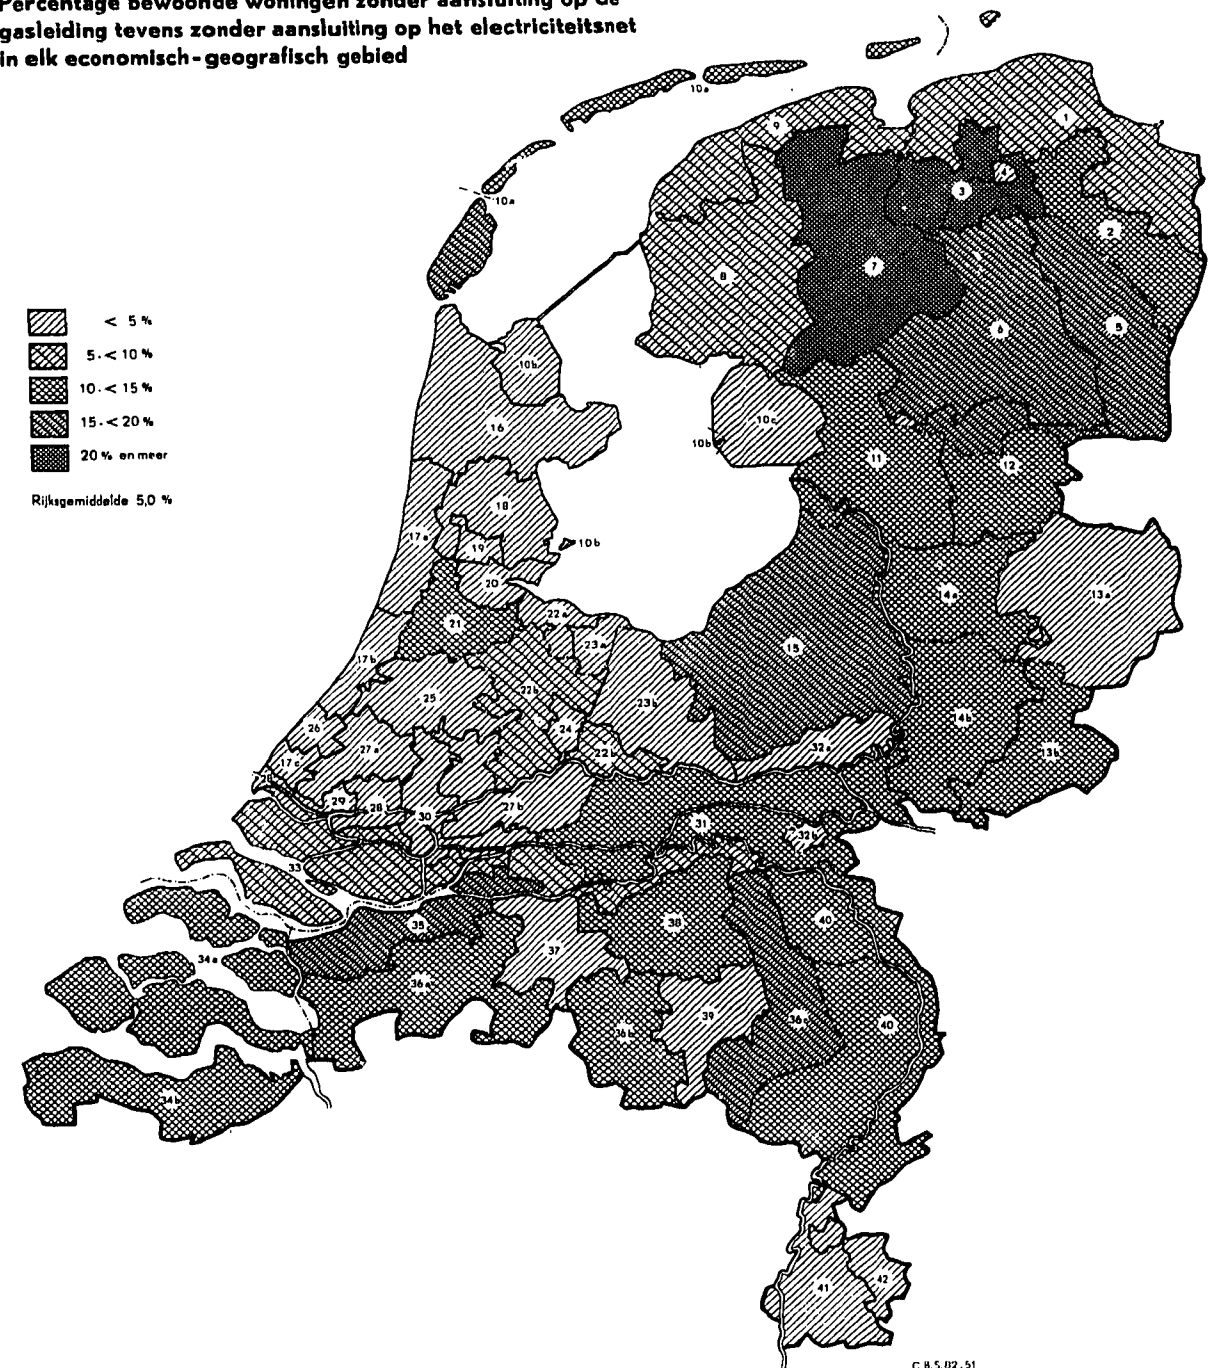 Percentage bewoonde woningen zonder aansluiting op de
gasleiding tevens zonder aansluiting op het electriciteitsnet
in elk economisch-geografisch gebied
10a
1
9
4
3
10a
2
7
8
< 5 %
5.< 10 %
10.< 15 %
15.< 20 %
20 % en meer
Rijksgemiddelde 5,0 %
6
5
10b
10c
16
10b
11
12
18
17a
19
10b
20
13a
22a
21
23a
15
17b
22b
25
23b
14b
26
24
27a
22b
32a
13b
17c
28
29
28
27b
30
31
32b
33
35
38
40
37
34a
36a
39
36c
40
36b
34b
41
42
C.B.S.02.51